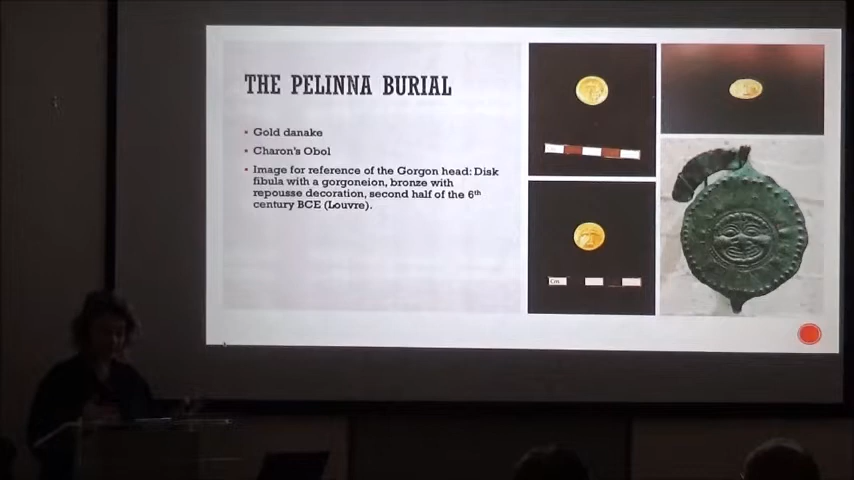 THE PELINNA BURIAL
▪ Gold danake
▪ Charon's Obol
▪ Image for reference of the Gorgon head: Disk
fibula with a gorgoneion, bronze with
repousse decoration, second half of the 6th
century BCE (Louvre).
Cm